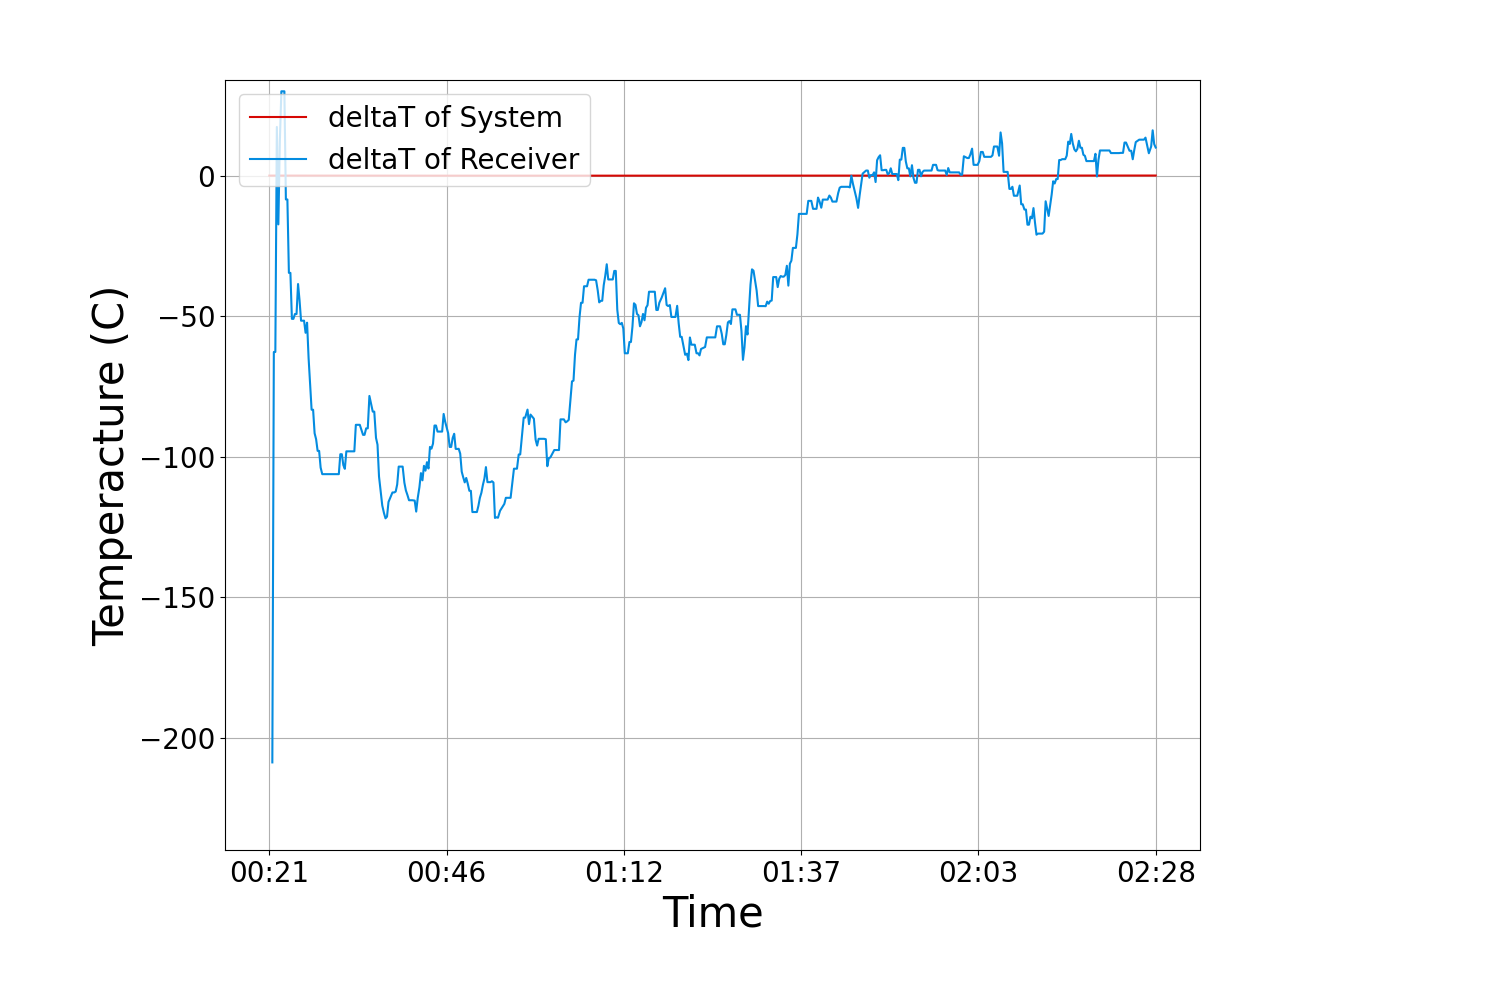 deltaT of System
deltaT of Receiver
0
−50
−100
−150
−200
Temperacture (C)
00:21 00:46 01:12 01:37 02:03 02:28
Time